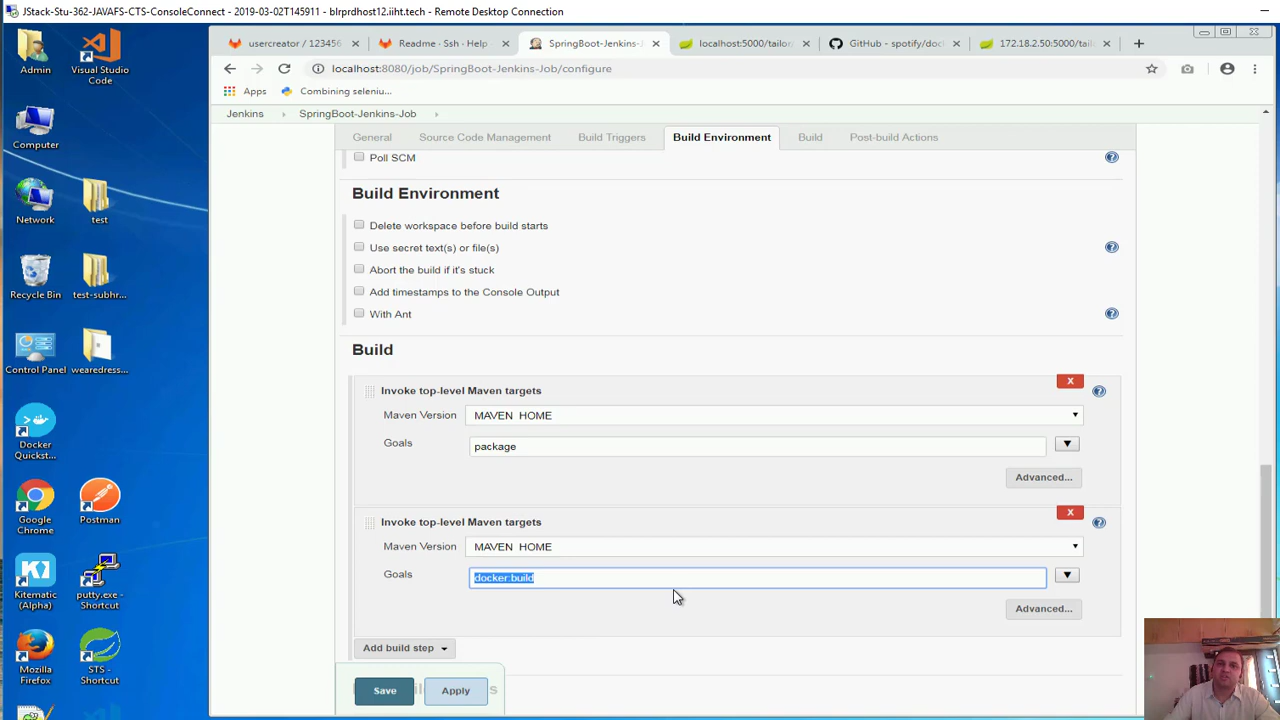 JStack-Stu-362-JAVAFS-CTS-ConsoleConnect - 2019-03-02T145911 - blrprdhost12.iiht.tech - Remote Desktop Connection
usercreator / 123456
Readme · Ssh · Help
SpringBoot-Jenkins-
localhost:5000/tailo
GitHub - spotify/doc
172.18.2.50:5000/tail
localhost:8080/job/SpringBoot-Jenkins-Job/configure
Apps
Combining seleniu...
Jenkins
SpringBoot-Jenkins-Job
General
Source Code Management
Build Triggers
Build Environment
Build
Post-build Actions
Poll SCM
Build Environment
Delete workspace before build starts
Use secret text(s) or file(s)
Abort the build if it's stuck
Add timestamps to the Console Output
With Ant
Build
Invoke top-level Maven targets
X
Maven Version
MAVEN_HOME
Goals
package
Advanced...
Invoke top-level Maven targets
X
Maven Version
MAVEN_HOME
Goals
docker:build
Advanced...
Add build step
Save
Apply
Admin
Visual Studio
Code
Computer
Network
test
Recycle Bin
test-subhr...
Control Panel
wearedress...
Docker
Quickst...
Google
Chrome
Postman
Kitematic
(Alpha)
putty.exe -
Shortcut
Mozilla
Firefox
STS -
Shortcut